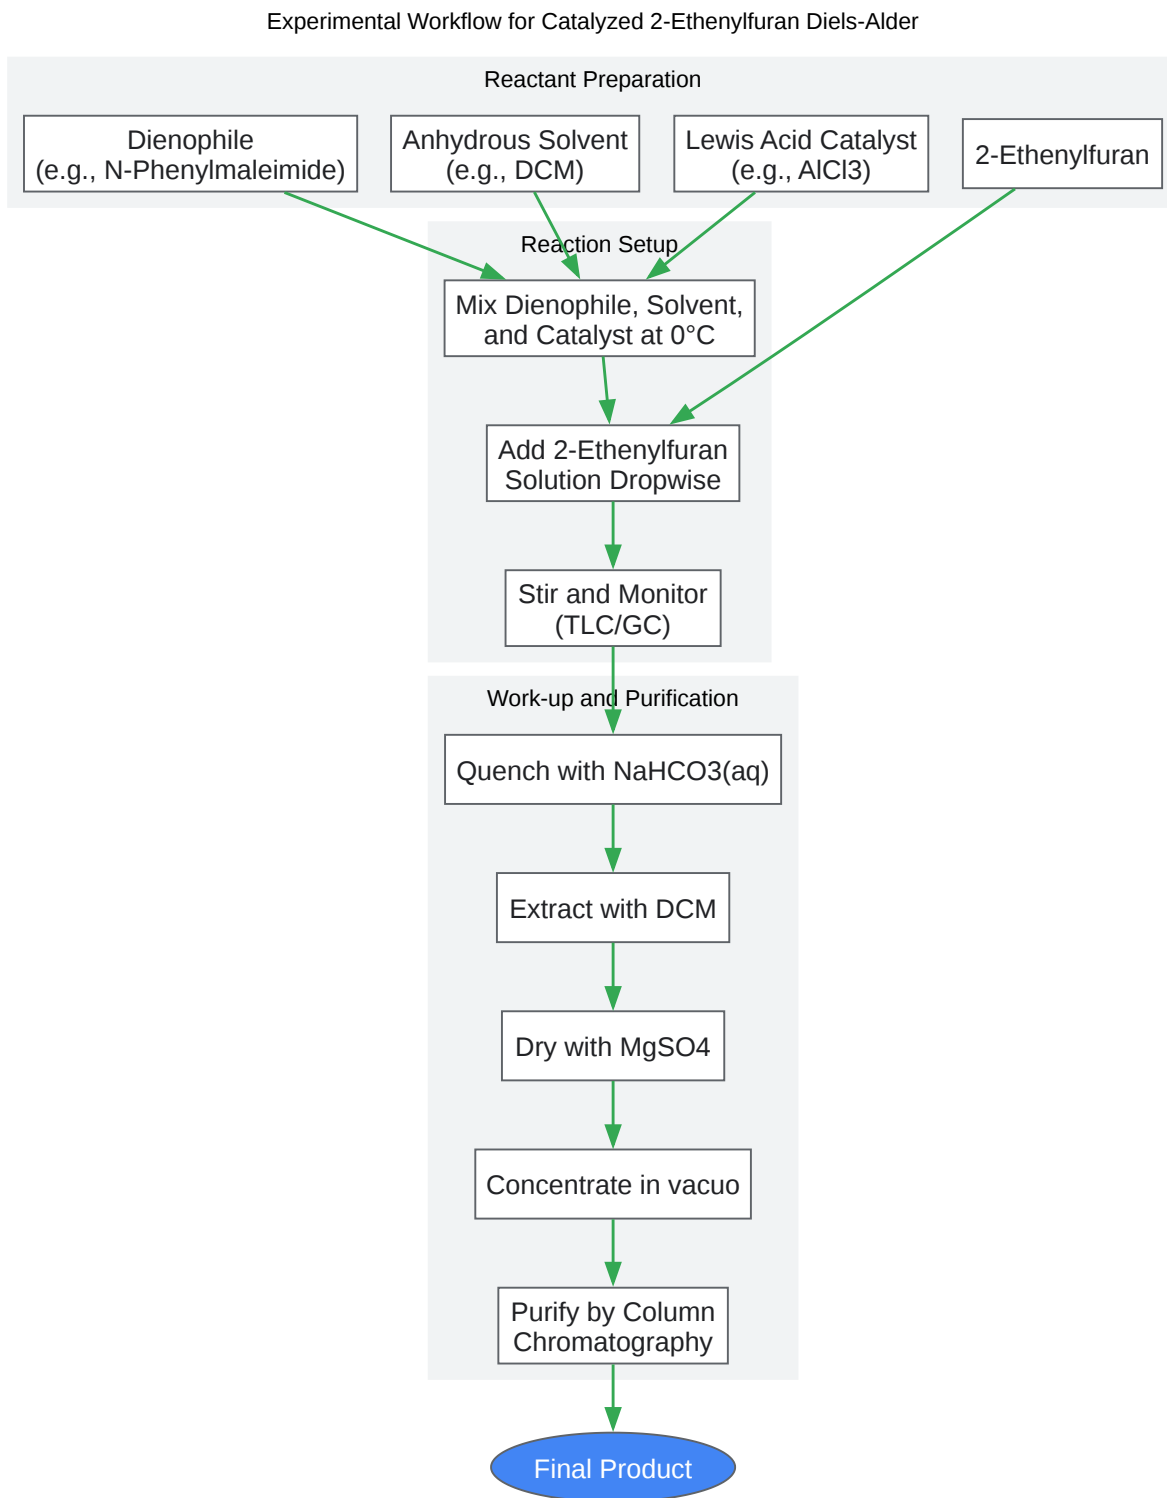 Experimental Workflow for Catalyzed 2-Ethenylfuran Diels-Alder
Reactant Preparation
Dienophile
(e.g., N-Phenylmaleimide)
Anhydrous Solvent
(e.g., DCM)
Lewis Acid Catalyst
(e.g., AlCl3)
2-Ethenylfuran
Reaction Setup
Mix Dienophile, Solvent,
and Catalyst at 0°C
Add 2-Ethenylfuran
Solution Dropwise
Stir and Monitor
(TLC/GC)
Work-up and Purification
Quench with NaHCO3(aq)
Extract with DCM
Dry with MgSO4
Concentrate in vacuo
Purify by Column
Chromatography
Final Product